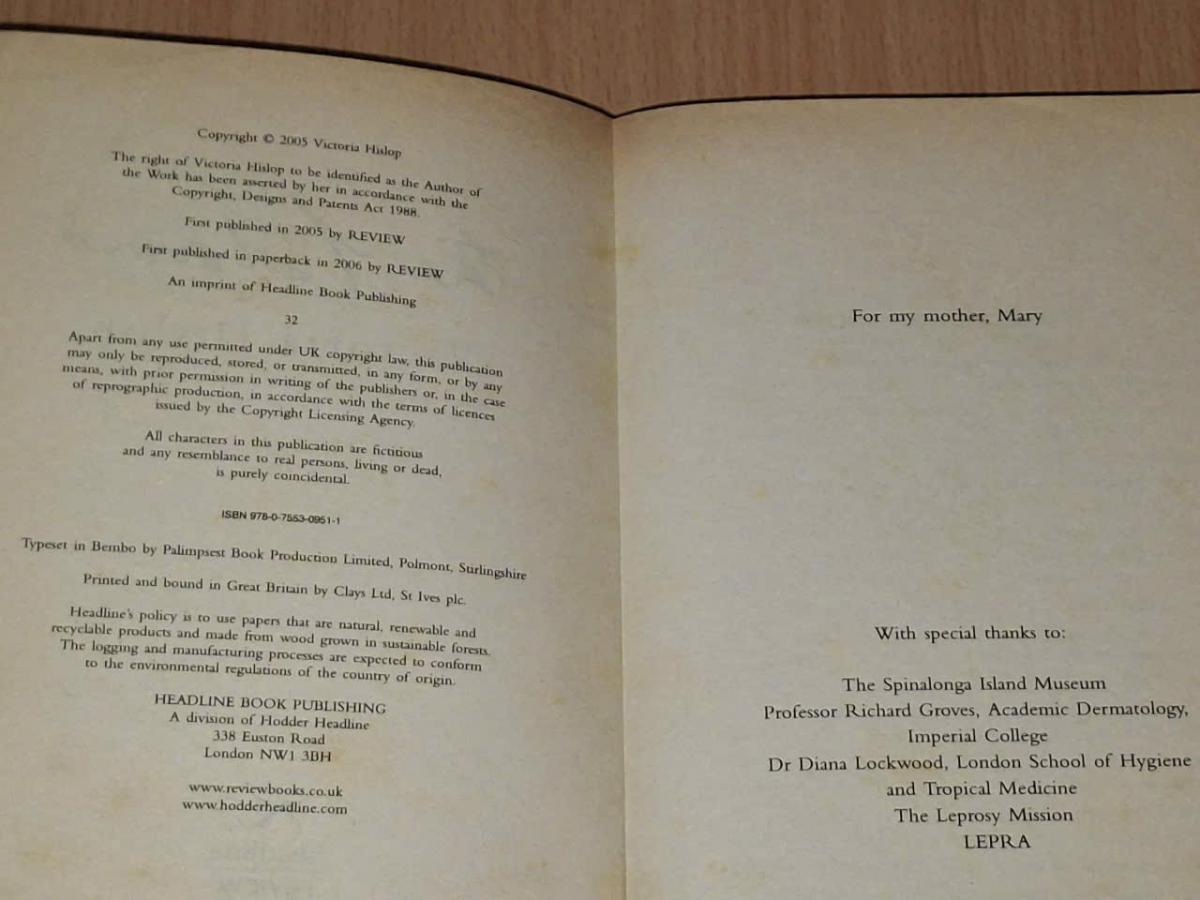 Copyright © 2005 Victoria Hislop
The right of Victoria Hislop to be identified as the Author of
the Work has been asserted by her in accordance with the
Copyright, Designs and Patents Act 1988.
First published in 2005 by REVIEW
First published in paperback in 2006 by REVIEW
An imprint of Headline Book Publishing
32
Apart from any use permitted under UK copyright law, this publication
may only be reproduced, stored, or transmitted, in any form, or by any
means, with prior permission in writing of the publishers or, in the case
of reprographic production, in accordance with the terms of licences
issued by the Copyright Licensing Agency.
All characters in this publication are fictitious
and any resemblance to real persons, living or dead,
is purely coincidental.
ISBN 978-0-7553-0951-1
Typeset in Bembo by Palimpsest Book Production Limited, Polmont, Stirlingshire
Printed and bound in Great Britain by Clays Ltd, St Ives plc.
Headline's policy is to use papers that are natural, renewable and
recyclable products and made from wood grown in sustainable forests.
The logging and manufacturing processes are expected to conform
to the environmental regulations of the country of origin.
HEADLINE BOOK PUBLISHING
A division of Hodder Headline
338 Euston Road
London NW1 3BH
www.reviewbooks.co.uk
www.hodderheadline.com
For my mother, Mary
With special thanks to:
The Spinalonga Island Museum
Professor Richard Groves, Academic Dermatology,
Imperial College
Dr Diana Lockwood, London School of Hygiene
and Tropical Medicine
The Leprosy Mission
LEPRA